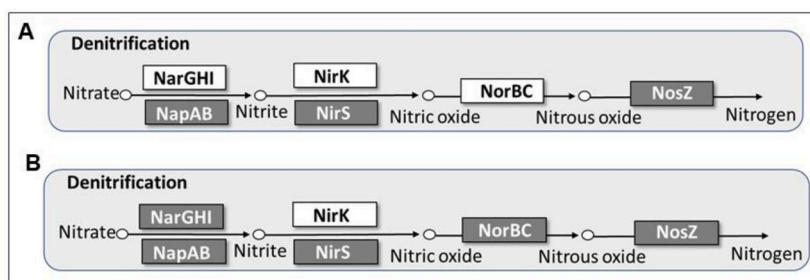 A
Denitrification
NarGHI NirK
Nitrate NapAB Nitrite NirS Nitric oxide NorBC Nitrous oxide NosZ Nitrogen
B
Denitrification
NarGHI NirK
Nitrate NapAB Nitrite NirS Nitric oxide NorBC Nitrous oxide NosZ Nitrogen